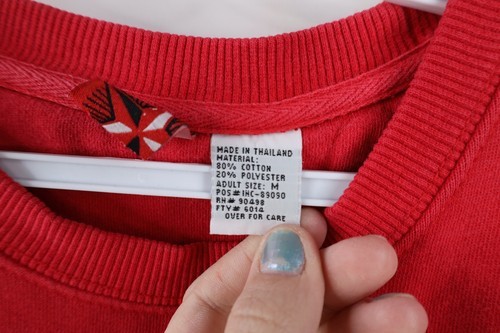 MADE IN THAILAND
MATERIAL:
80% COTTON
20% POLYESTER
ADULT SIZE: M
POS# IHC-89090
RN# 90498
FTY# 6014
OVER FOR CARE